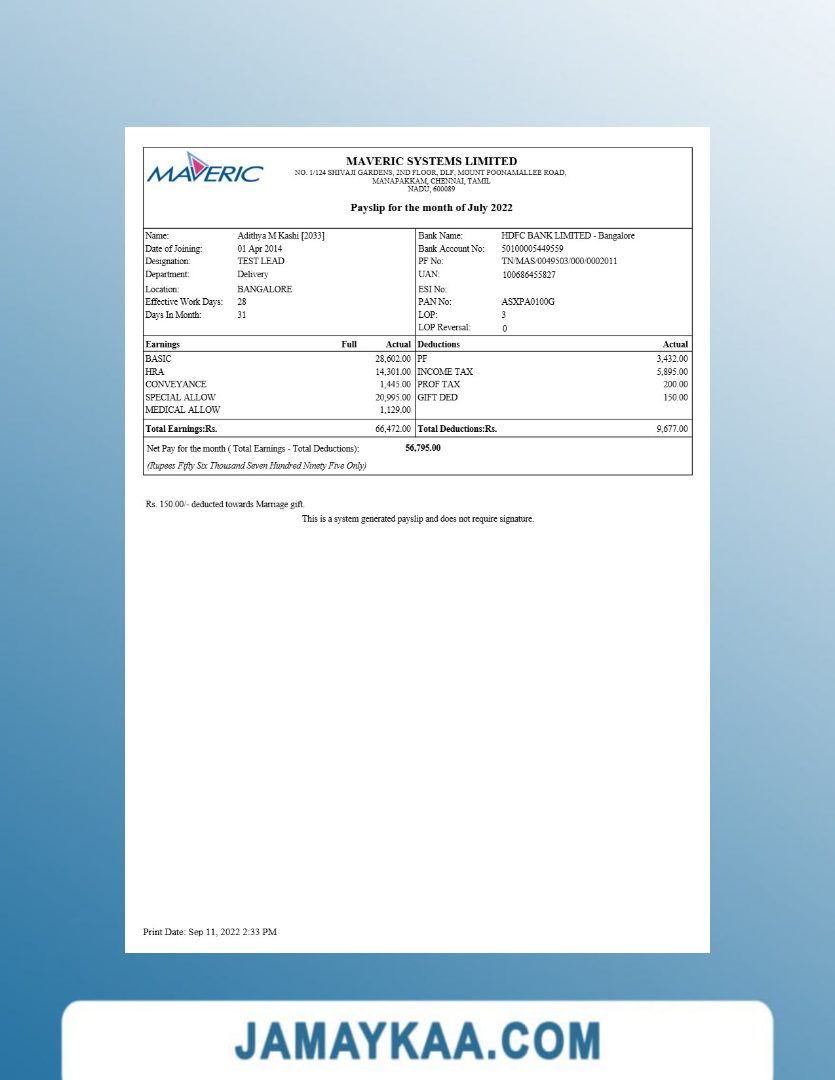 MAVERIC
MAVERIC SYSTEMS LIMITED
NO. 1/124 SHIVAJI GARDENS, 2ND FLOOR, DLF, MOUNT POONAMALLEE ROAD,
MANAPAKKAM, CHENNAI, TAMIL
NADU, 600089
Payslip for the month of July 2022
Name: Adithya M Kashi [2033] Bank Name: HDFC BANK LIMITED - Bangalore
Date of Joining: 01 Apr 2014 Bank Account No: 50100005449559
Designation: TEST LEAD PF No: TN/MAS/0049503/000/0002011
Department: Delivery UAN: 100686455827
Location: BANGALORE ESI No:
Effective Work Days: 28 PAN No: ASXPA0100G
Days In Month: 31 LOP: 3
LOP Reversal: 0
Earnings Full Actual Deductions Actual
BASIC 28,602.00 PF 3,432.00
HRA 14,301.00 INCOME TAX 5,895.00
CONVEYANCE 1,445.00 PROF TAX 200.00
SPECIAL ALLOW 20,995.00 GIFT DED 150.00
MEDICAL ALLOW 1,129.00
Total Earnings:Rs. 66,472.00 Total Deductions:Rs. 9,677.00
Net Pay for the month ( Total Earnings - Total Deductions): 56,795.00
(Rupees Fifty Six Thousand Seven Hundred Ninety Five Only)
Rs. 150.00/- deducted towards Marriage gift.
This is a system generated payslip and does not require signature.
Print Date: Sep 11, 2022 2:33 PM
JAMAYKAA.COM